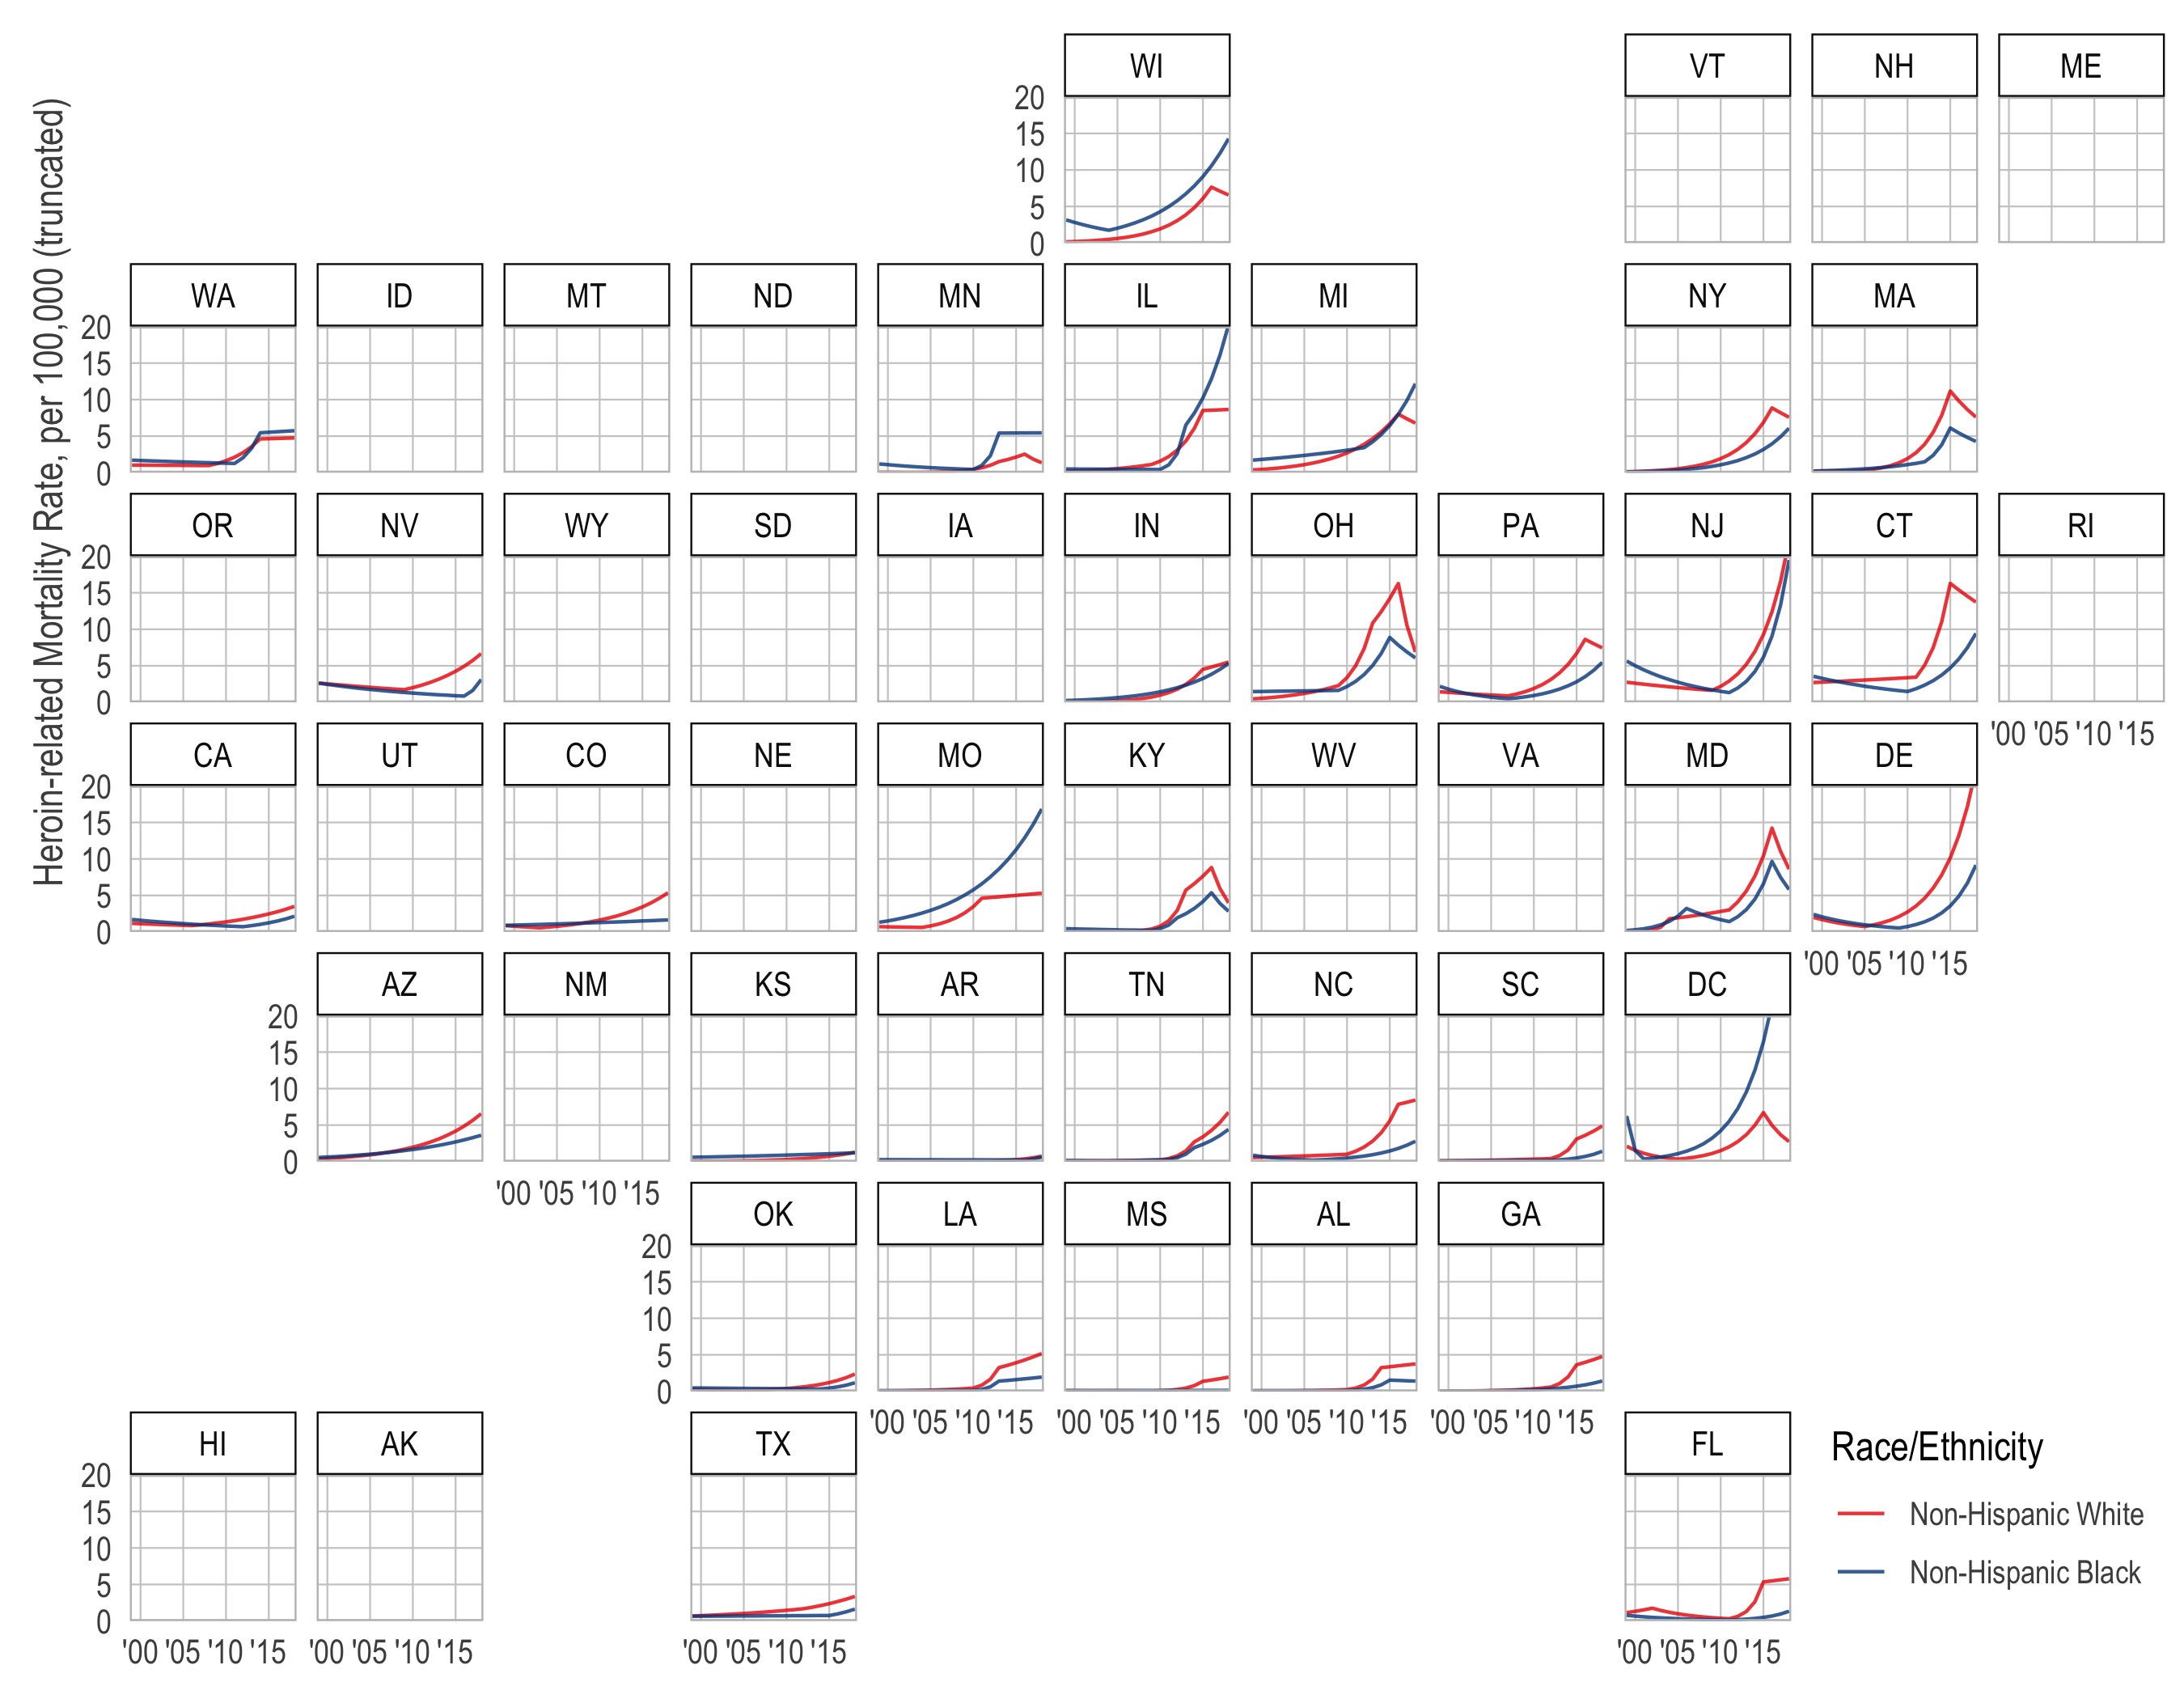 Heroin-related Mortality Rate, per 100,000 (truncated)
WI VT NH ME
20
15
10
5
0
WA ID MT ND MN IL MI NY MA
20
15
10
5
0
OR NV WY SD IA IN OH PA NJ CT RI
20
15
10
5
0
'00 '05 '10 '15
CA UT CO NE MO KY WV VA MD DE
20
15
10
5
0
'00 '05 '10 '15
AZ NM KS AR TN NC SC DC
20
15
10
5
0
'00 '05 '10 '15
OK LA MS AL GA
20
15
10
5
0
'00 '05 '10 '15 '00 '05 '10 '15 '00 '05 '10 '15 '00 '05 '10 '15
HI AK TX FL
20
15
10
5
0
'00 '05 '10 '15 '00 '05 '10 '15 '00 '05 '10 '15 '00 '05 '10 '15
Race/Ethnicity
Non-Hispanic White
Non-Hispanic Black